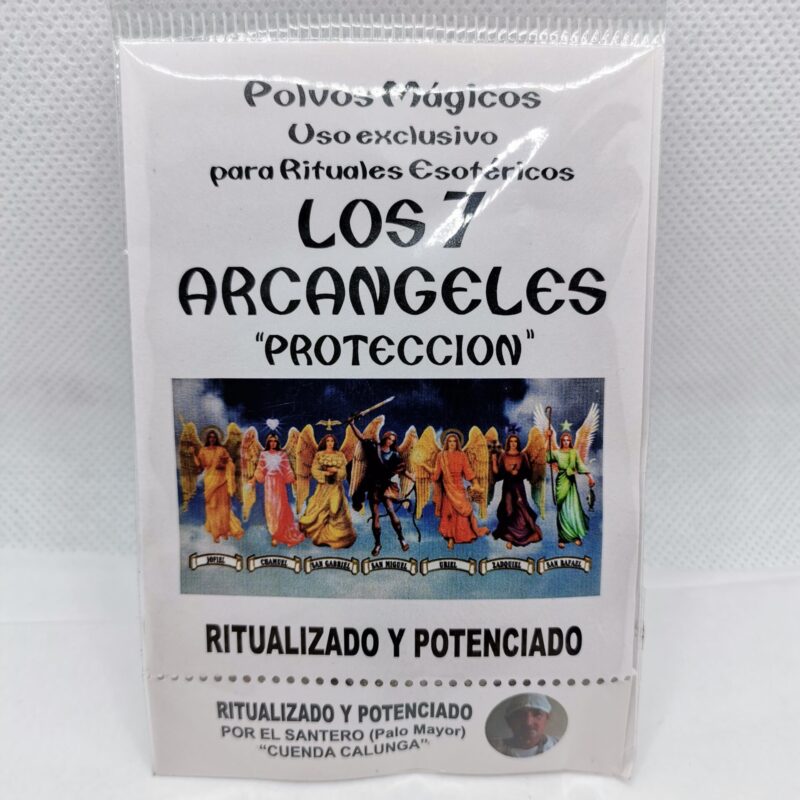 Polvos Mágicos
Uso exclusivo
para Rituales Esotéricos
LOS 7
ARCANGELES
"PROTECCION"
JOFIEL CHAMUEL SAN GABRIEL SAN MIGUEL URIEL ZADQUIEL SAN RAFAEL
RITUALIZADO Y POTENCIADO
RITUALIZADO Y POTENCIADO
POR EL SANTERO (Palo Mayor)
"CUENDA CALUNGA"